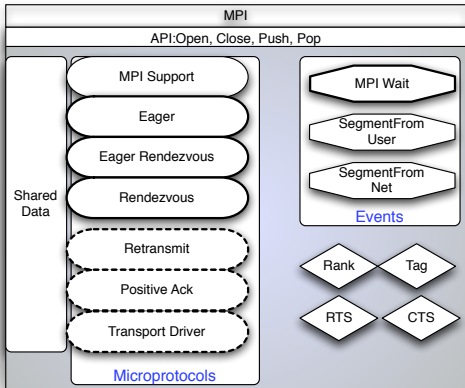 MPI
API:Open, Close, Push, Pop
Shared
Data
MPI Support
Eager
Eager Rendezvous
Rendezvous
Retransmit
Positive Ack
Transport Driver
Microprotocols
MPI Wait
SegmentFrom
User
SegmentFrom
Net
Events
Rank
Tag
RTS
CTS